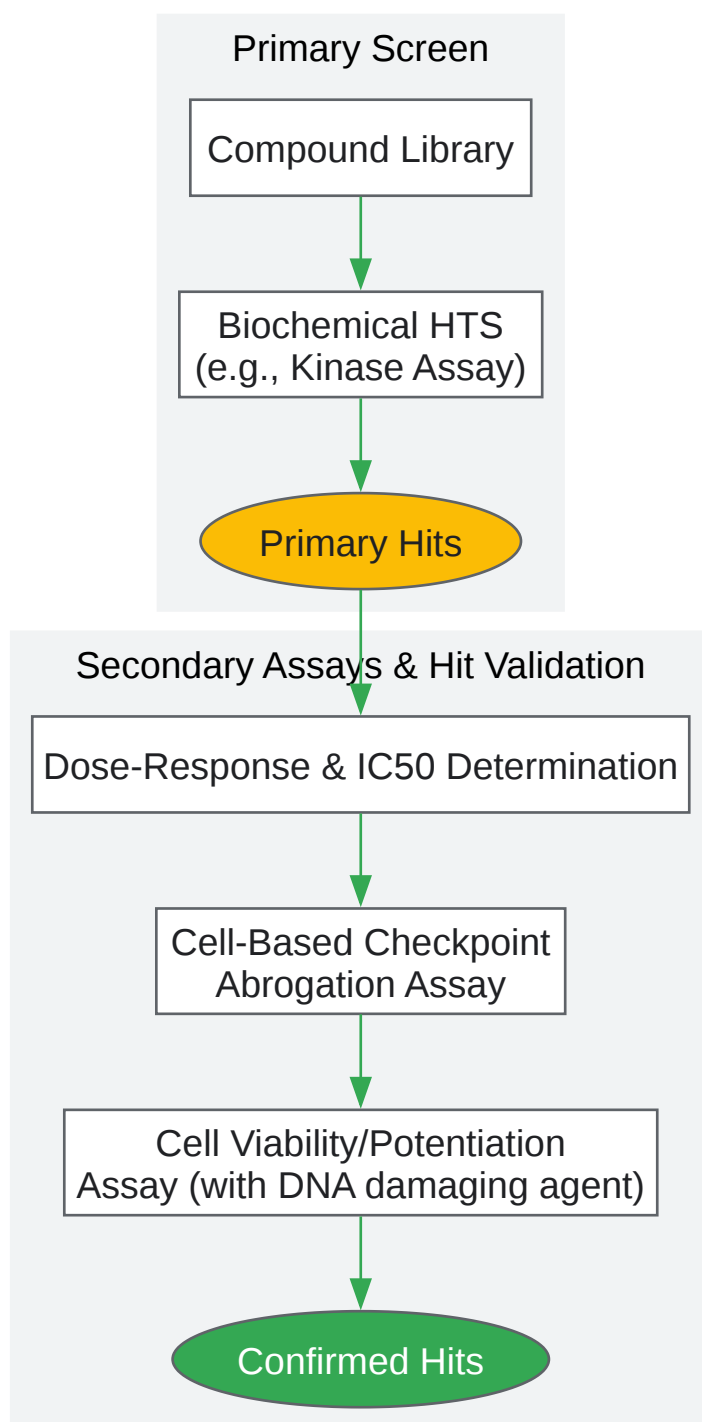 Primary Screen
Compound Library
Biochemical HTS
(e.g., Kinase Assay)
Primary Hits
Secondary Assays & Hit Validation
Dose-Response & IC50 Determination
Cell-Based Checkpoint
Abrogation Assay
Cell Viability/Potentiation
Assay (with DNA damaging agent)
Confirmed Hits